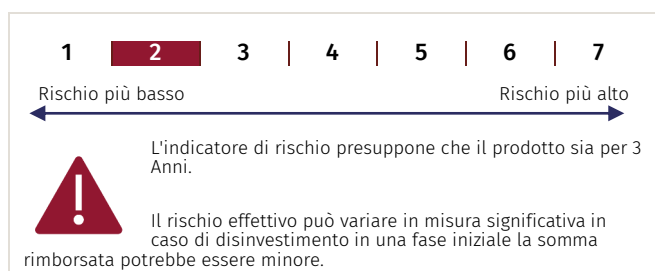 1 2 3 4 5 6 7
Rischio più basso Rischio più alto
L'indicatore di rischio presuppone che il prodotto sia per 3
Anni.
Il rischio effettivo può variare in misura significativa in
caso di disinvestimento in una fase iniziale la somma
rimborsata potrebbe essere minore.